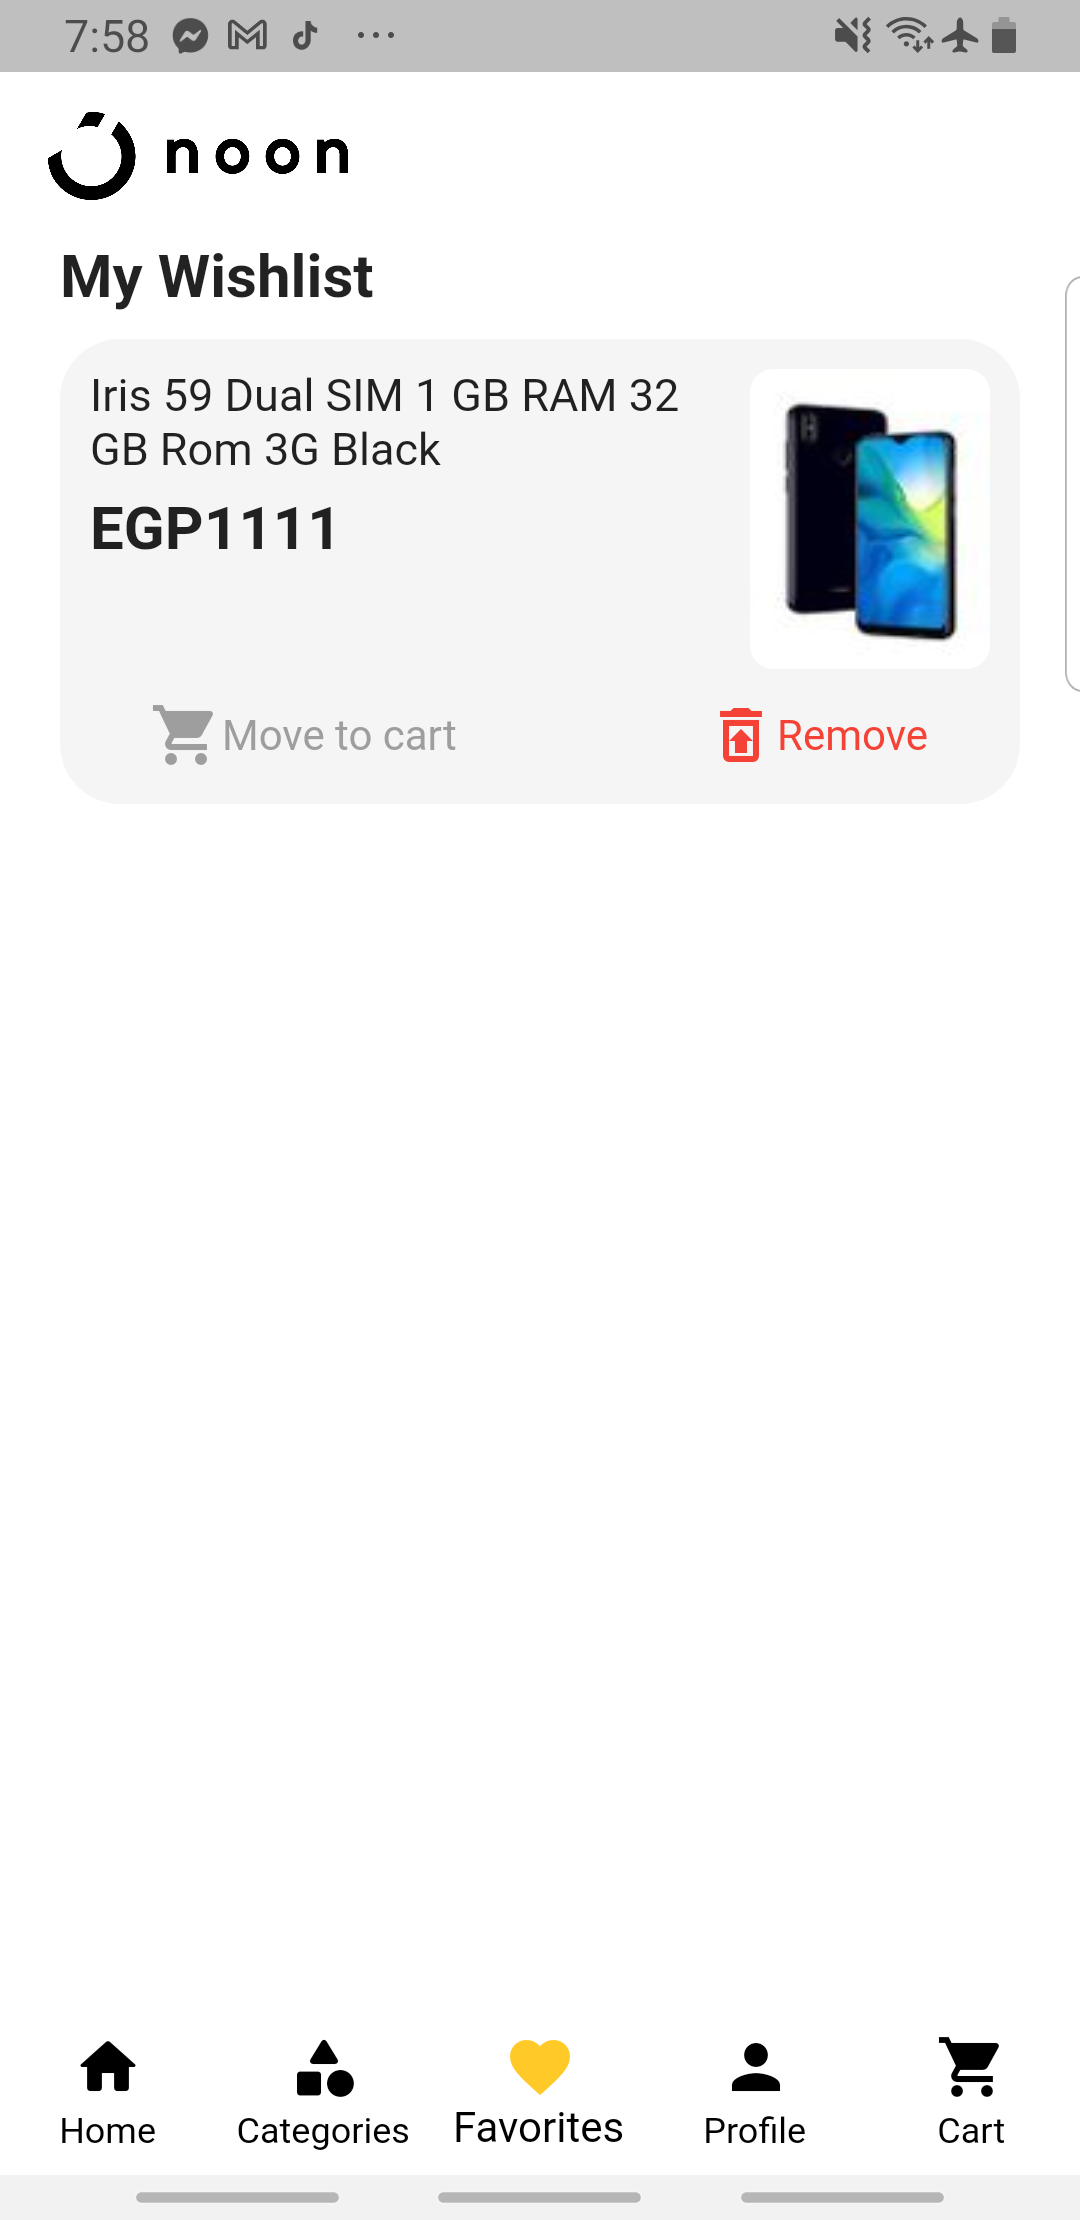 7:58
noon
My Wishlist
Iris 59 Dual SIM 1 GB RAM 32
GB Rom 3G Black
EGP1111
Move to cart
Remove
Home
Categories
Favorites
Profile
Cart